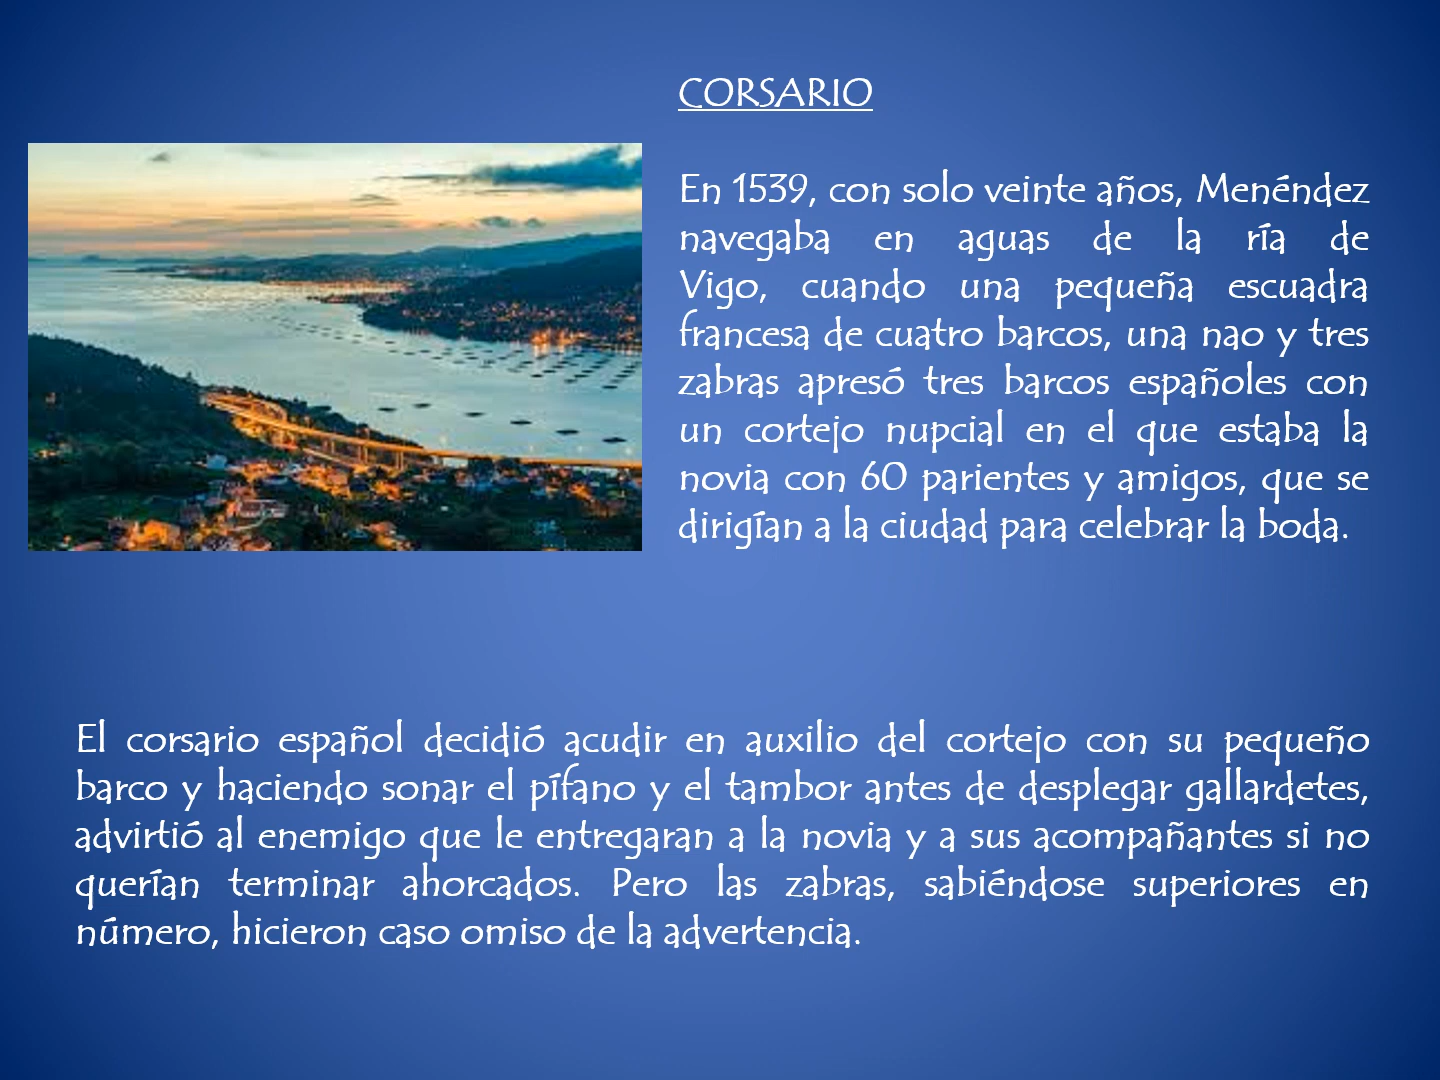 CORSARIO
En 1539, con solo veinte años, Menéndez
navegaba en aguas de la ría de
Vigo, cuando una pequeña escuadra
francesa de cuatro barcos, una nao y tres
zabras apresó tres barcos españoles con
un cortejo nupcial en el que estaba la
novia con 60 parientes y amigos, que se
dirigían a la ciudad para celebrar la boda.
El corsario español decidió acudir en auxilio del cortejo con su pequeño
barco y haciendo sonar el pífano y el tambor antes de desplegar gallardetes,
advirtió al enemigo que le entregaran a la novia y a sus acompañantes si no
querían terminar ahorcados. Pero las zabras, sabiéndose superiores en
número, hicieron caso omiso de la advertencia.